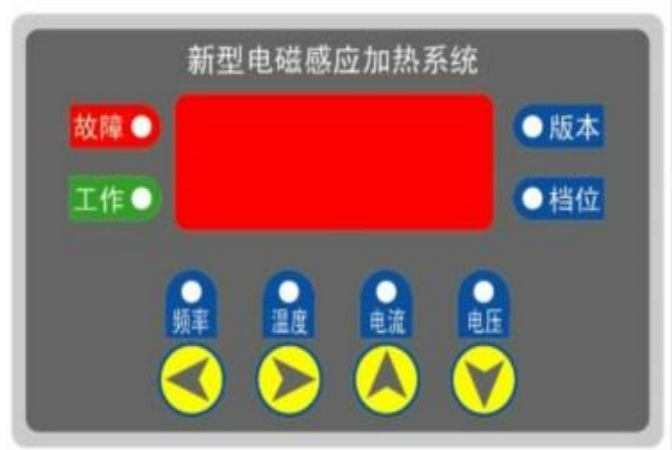 新型电磁感应加热系统
故障
版本
工作
档位
频率
温度
电流
电压